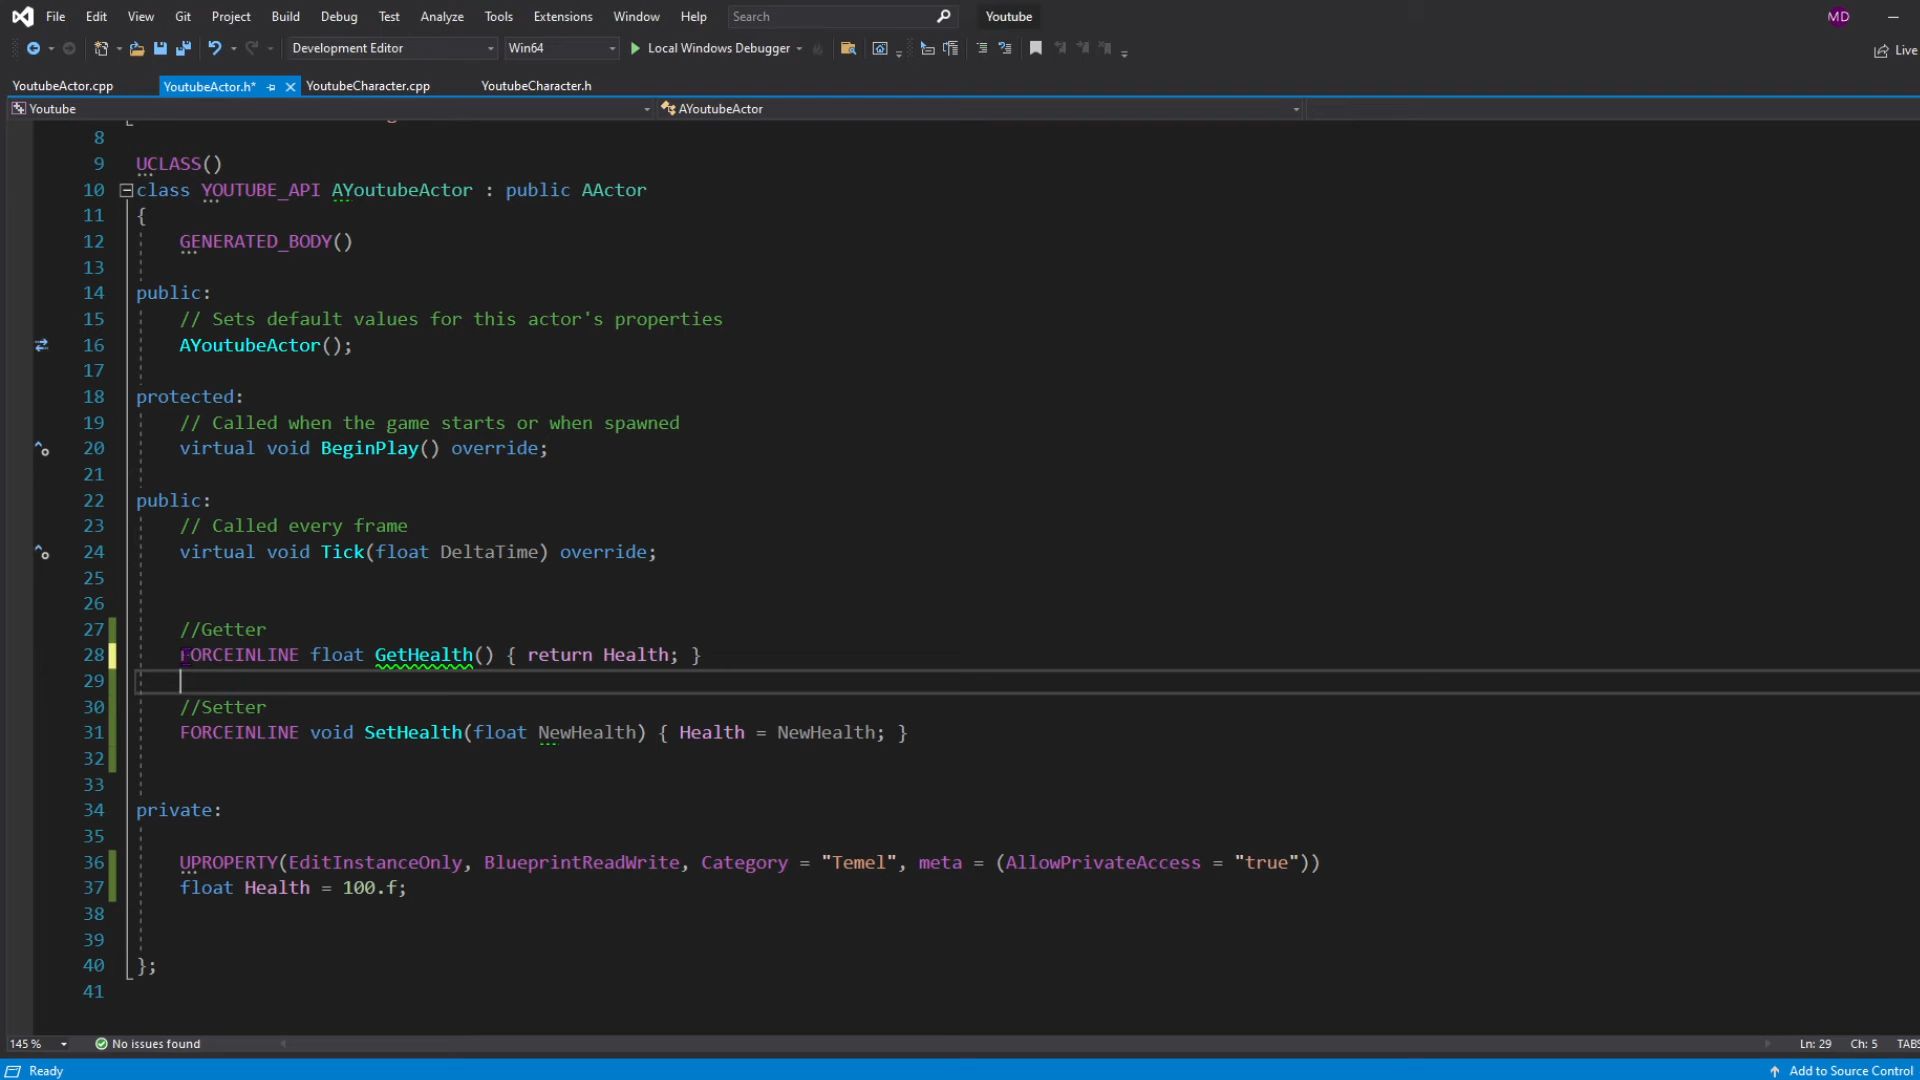 File Edit View Git Project Build Debug Test Analyze Tools Extensions Window Help Search Youtube MD
Development Editor Win64 Local Windows Debugger Live
YoutubeActor.cpp YoutubeActor.h* YoutubeCharacter.cpp YoutubeCharacter.h
Youtube AYoutubeActor
8
9 UCLASS()
10 class YOUTUBE_API AYoutubeActor : public AActor
11 {
12 GENERATED_BODY()
13
14 public:
15 // Sets default values for this actor's properties
16 AYoutubeActor();
17
18 protected:
19 // Called when the game starts or when spawned
20 virtual void BeginPlay() override;
21
22 public:
23 // Called every frame
24 virtual void Tick(float DeltaTime) override;
25
26
27 //Getter
28 FORCEINLINE float GetHealth() { return Health; }
29
30 //Setter
31 FORCEINLINE void SetHealth(float NewHealth) { Health = NewHealth; }
32
33
34 private:
35
36 UPROPERTY(EditInstanceOnly, BlueprintReadWrite, Category = "Temel", meta = (AllowPrivateAccess = "true"))
37 float Health = 100.f;
38
39
40 };
41
145 % No issues found Ln: 29 Ch: 5 TABS
Ready Add to Source Control